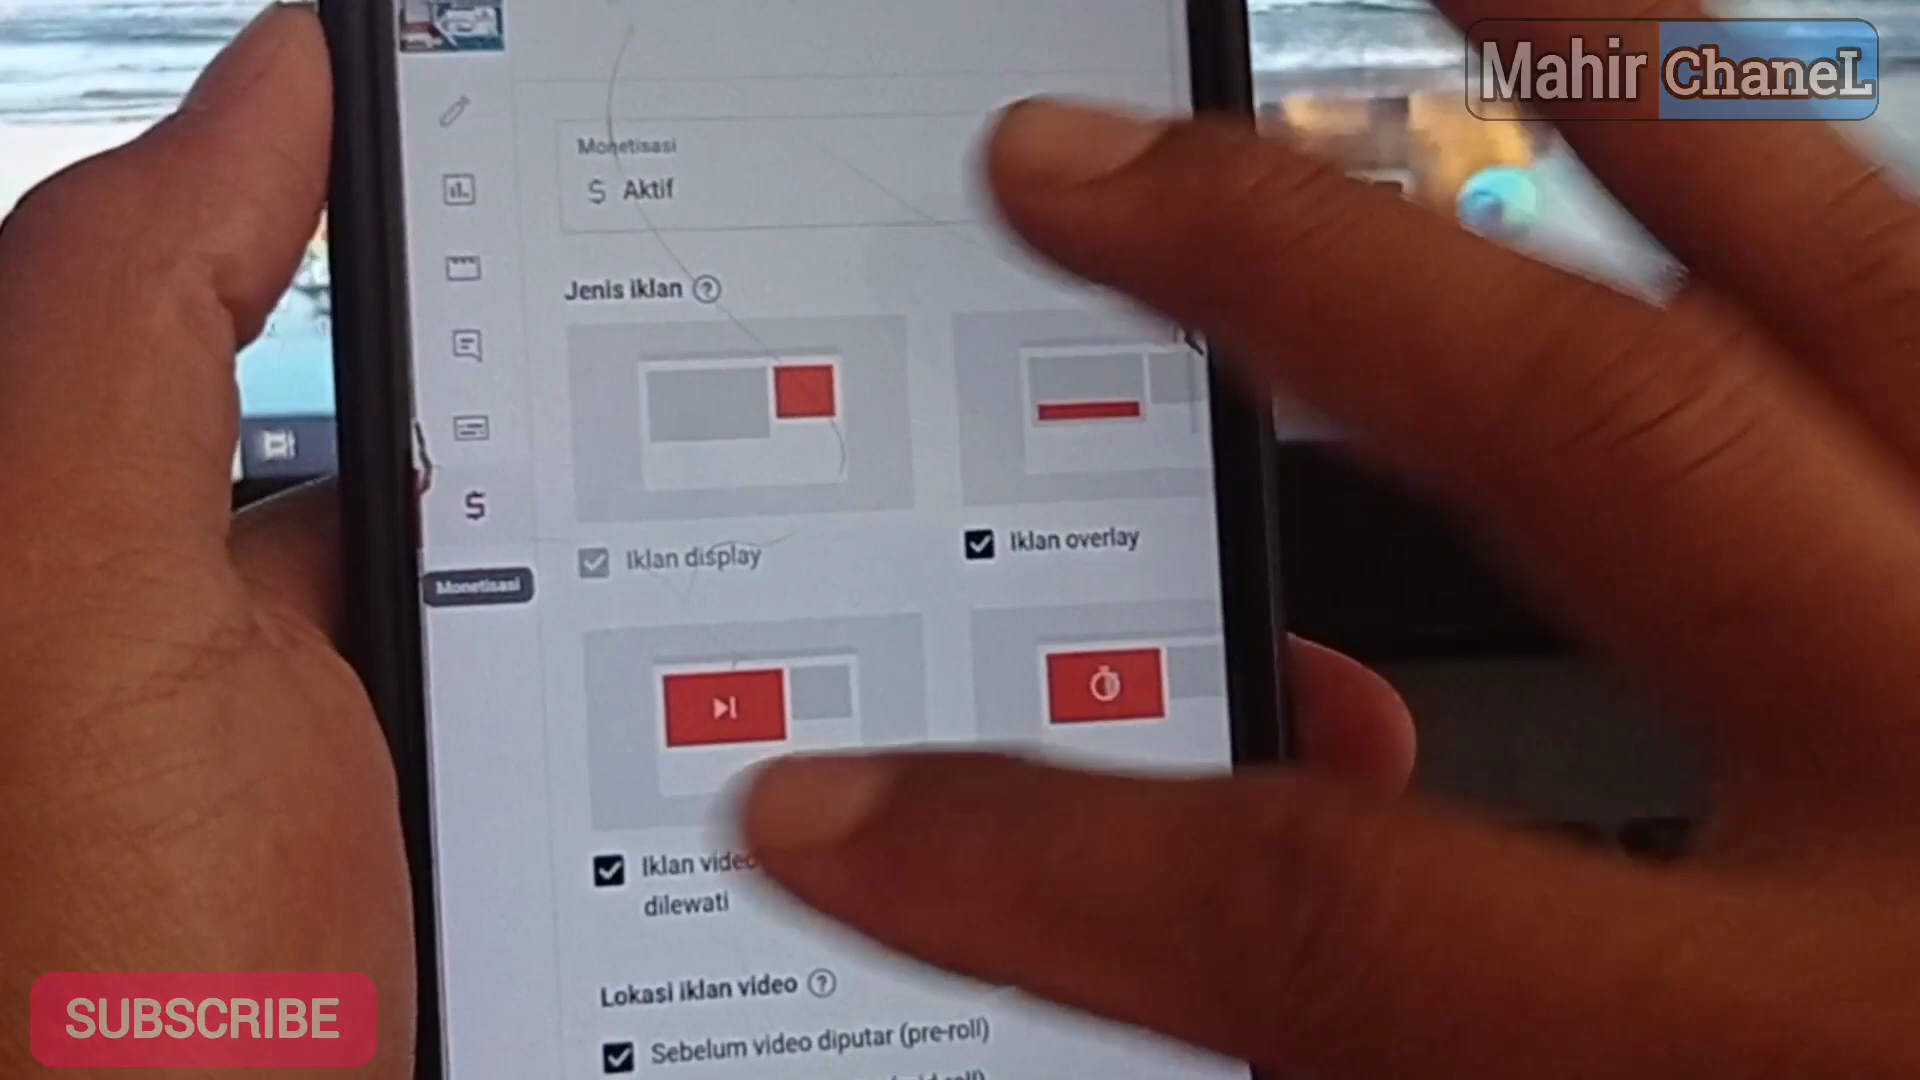 Mahir ChaneL
Monetisasi
$ Aktif
Jenis iklan ?
Iklan display
Iklan overlay
$
Monetisasi
Iklan video
dilewati
Lokasi iklan video ?
Sebelum video diputar (pre-roll)
SUBSCRIBE